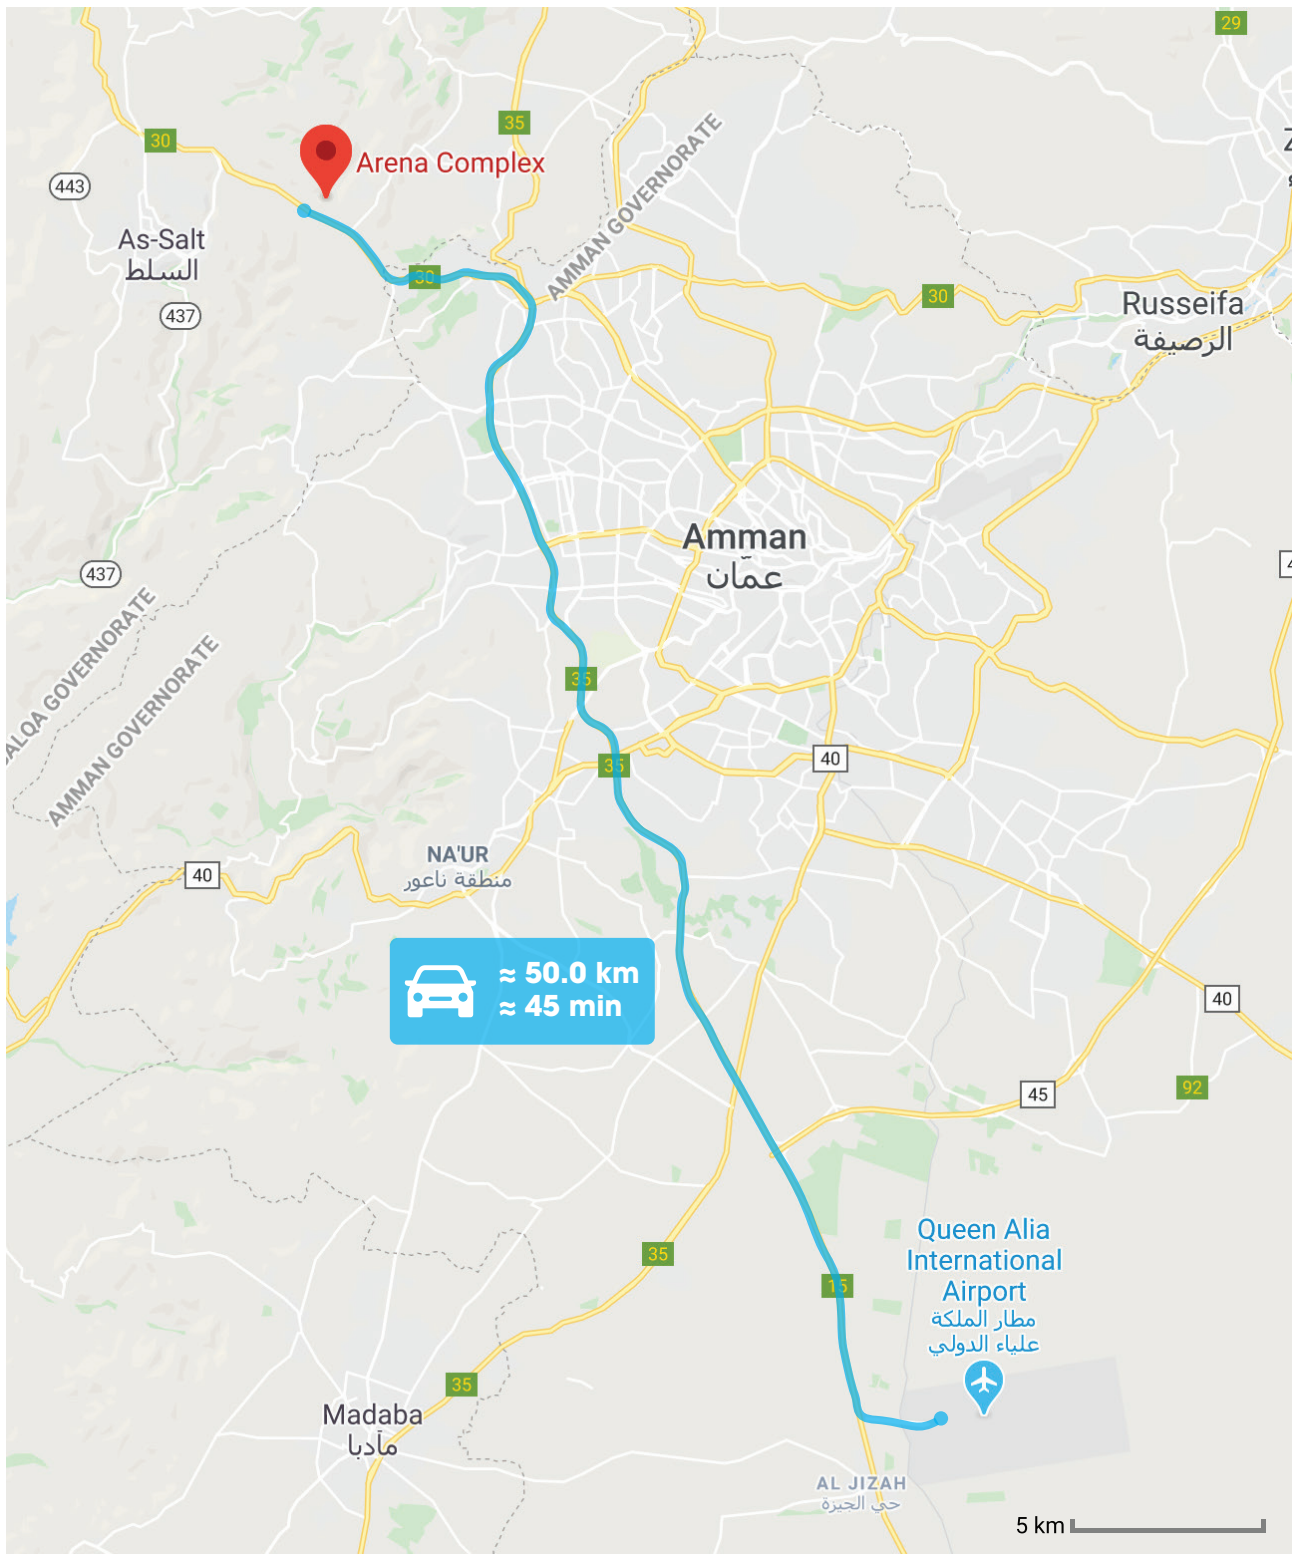 29
30
35
Arena Complex
443
As-Salt
السلط
AMMAN GOVERNORATE
30
437
30
Russeifa
الرصيفة
Amman
عمّان
437
ALQA GOVERNORATE
AMMAN GOVERNORATE
35
35
40
NA'UR
منطقة ناعور
40
≈ 50.0 km
≈ 45 min
40
45
92
Queen Alia
International
Airport
مطار الملكة
علياء الدولي
35
15
35
Madaba
مأدبا
AL JIZAH
حي الجيزة
5 km